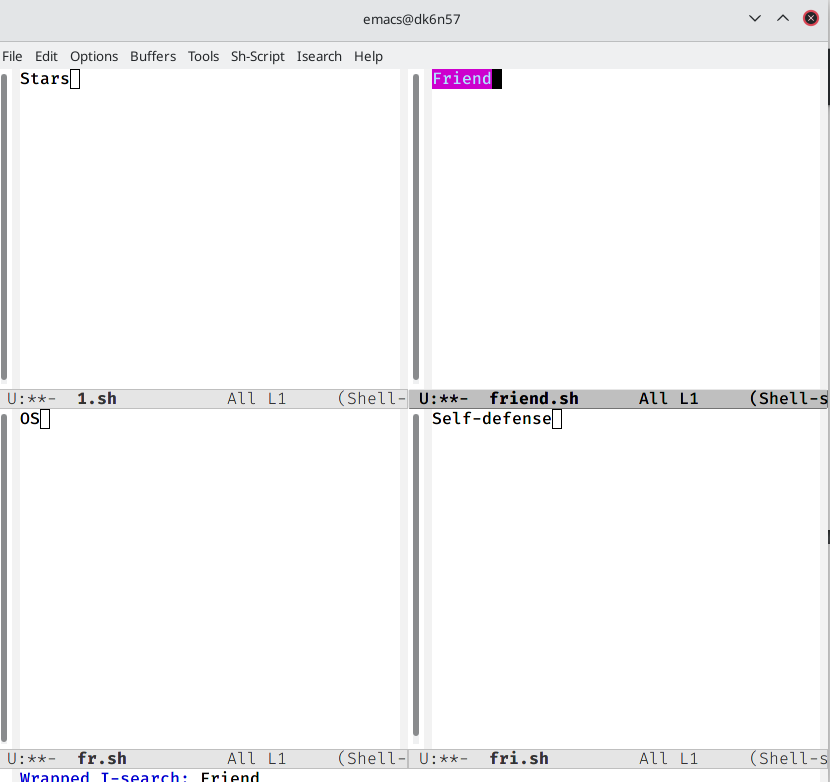 emacs@dk6n57
File Edit Options Buffers Tools Sh-Script Isearch Help
Stars
U:**- 1.sh All L1 (Shell-
Friend
U:**- friend.sh All L1 (Shell-s
OS
U:**- fr.sh All L1 (Shell-
Self-defense
U:**- fri.sh All L1 (Shell-s
Wrapped I-search: Friend